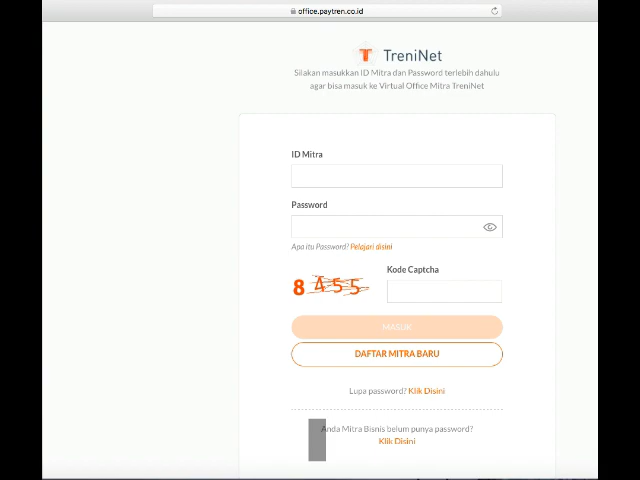 office.paytren.co.id
TreniNet
Silakan masukkan ID Mitra dan Password terlebih dahulu
agar bisa masuk ke Virtual Office Mitra TreniNet
ID Mitra
Password
Apa itu Password? Pelajari disini
8455
Kode Captcha
MASUK
DAFTAR MITRA BARU
Lupa password? Klik Disini
Anda Mitra Bisnis belum punya password?
Klik Disini